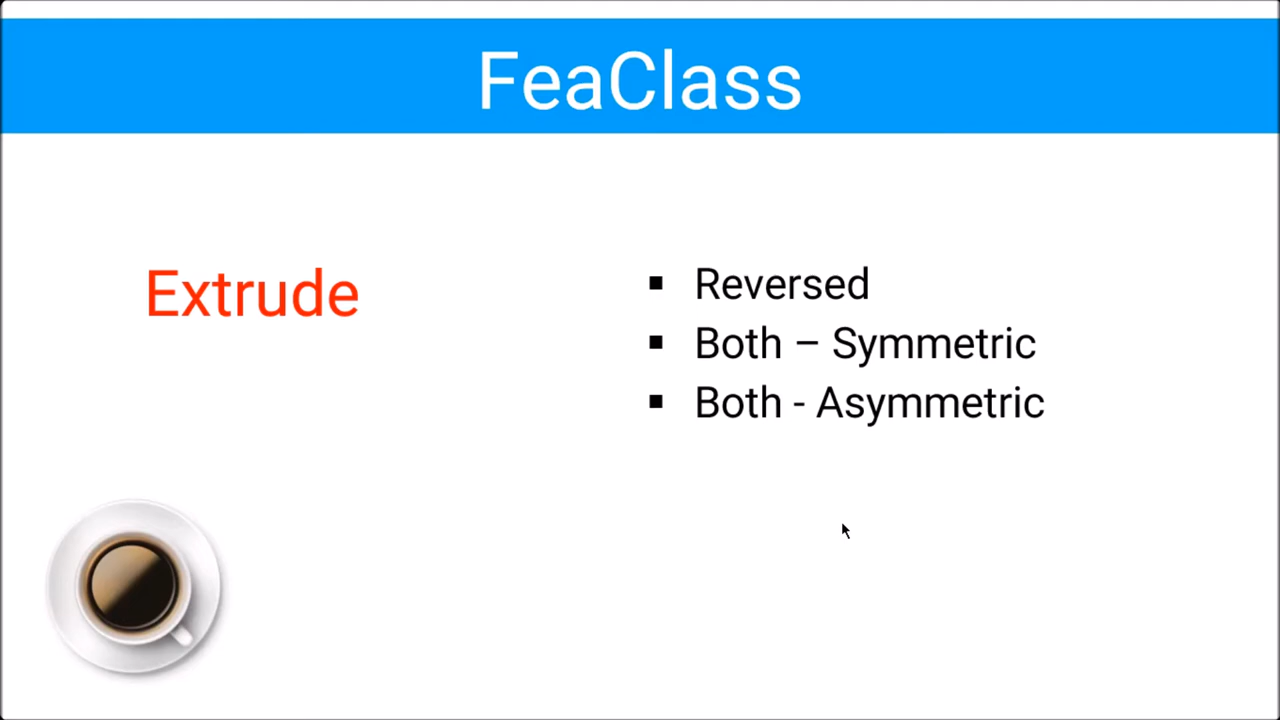 FeaClass
Extrude
▪ Reversed
▪ Both – Symmetric
▪ Both - Asymmetric